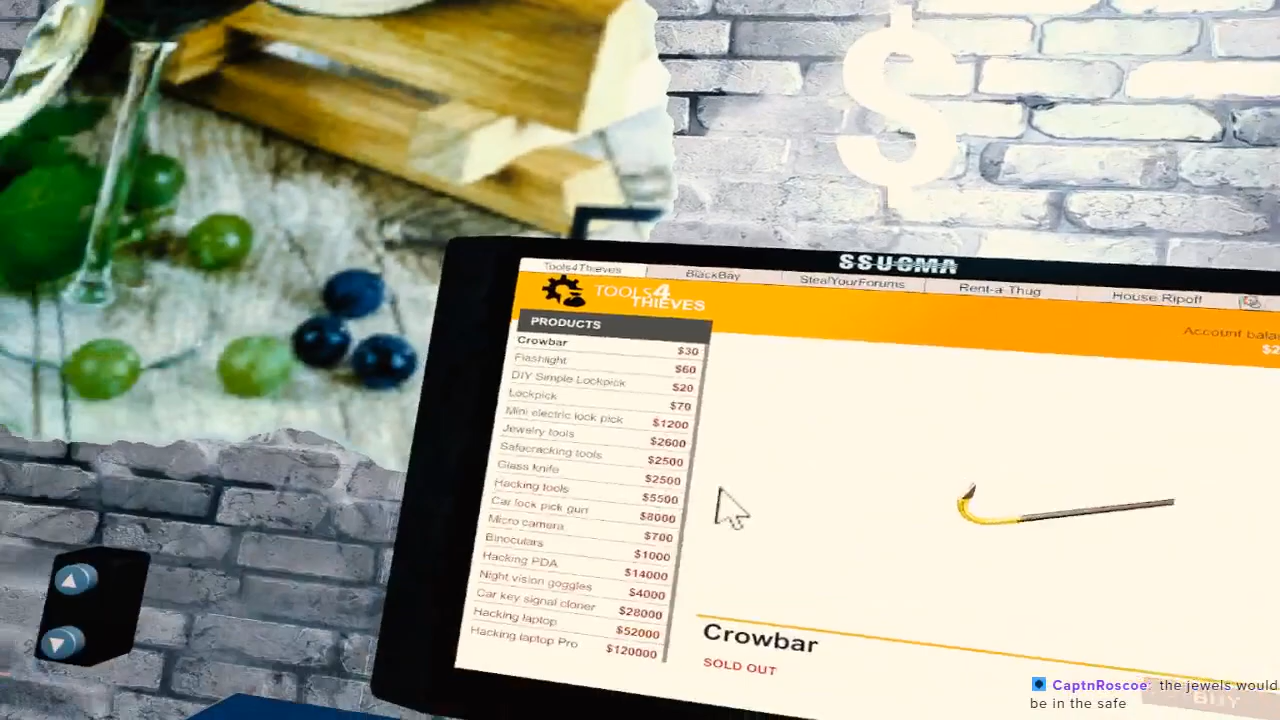 $
SSUGMA
Tools4Thieves
BlackBay
StealYourForums
Rent-a-Thug
House Ripoff
TOOLS4
THIEVES
Account bala
PRODUCTS
Crowbar $30
Flashlight $60
DIY Simple Lockpick $20
Lockpick $70
Mini electric lock pick $1200
Jewelry tools $2600
Safecracking tools $2500
Glass knife $2500
Hacking tools $5500
Car lock pick gun $8000
Micro camera $700
Binoculars $1000
Hacking PDA $14000
Night vision goggles $4000
Car key signal cloner $28000
Hacking laptop $52000
Hacking laptop Pro $120000
Crowbar
SOLD OUT
BUY
CaptnRoscoe: the jewels would
be in the safe